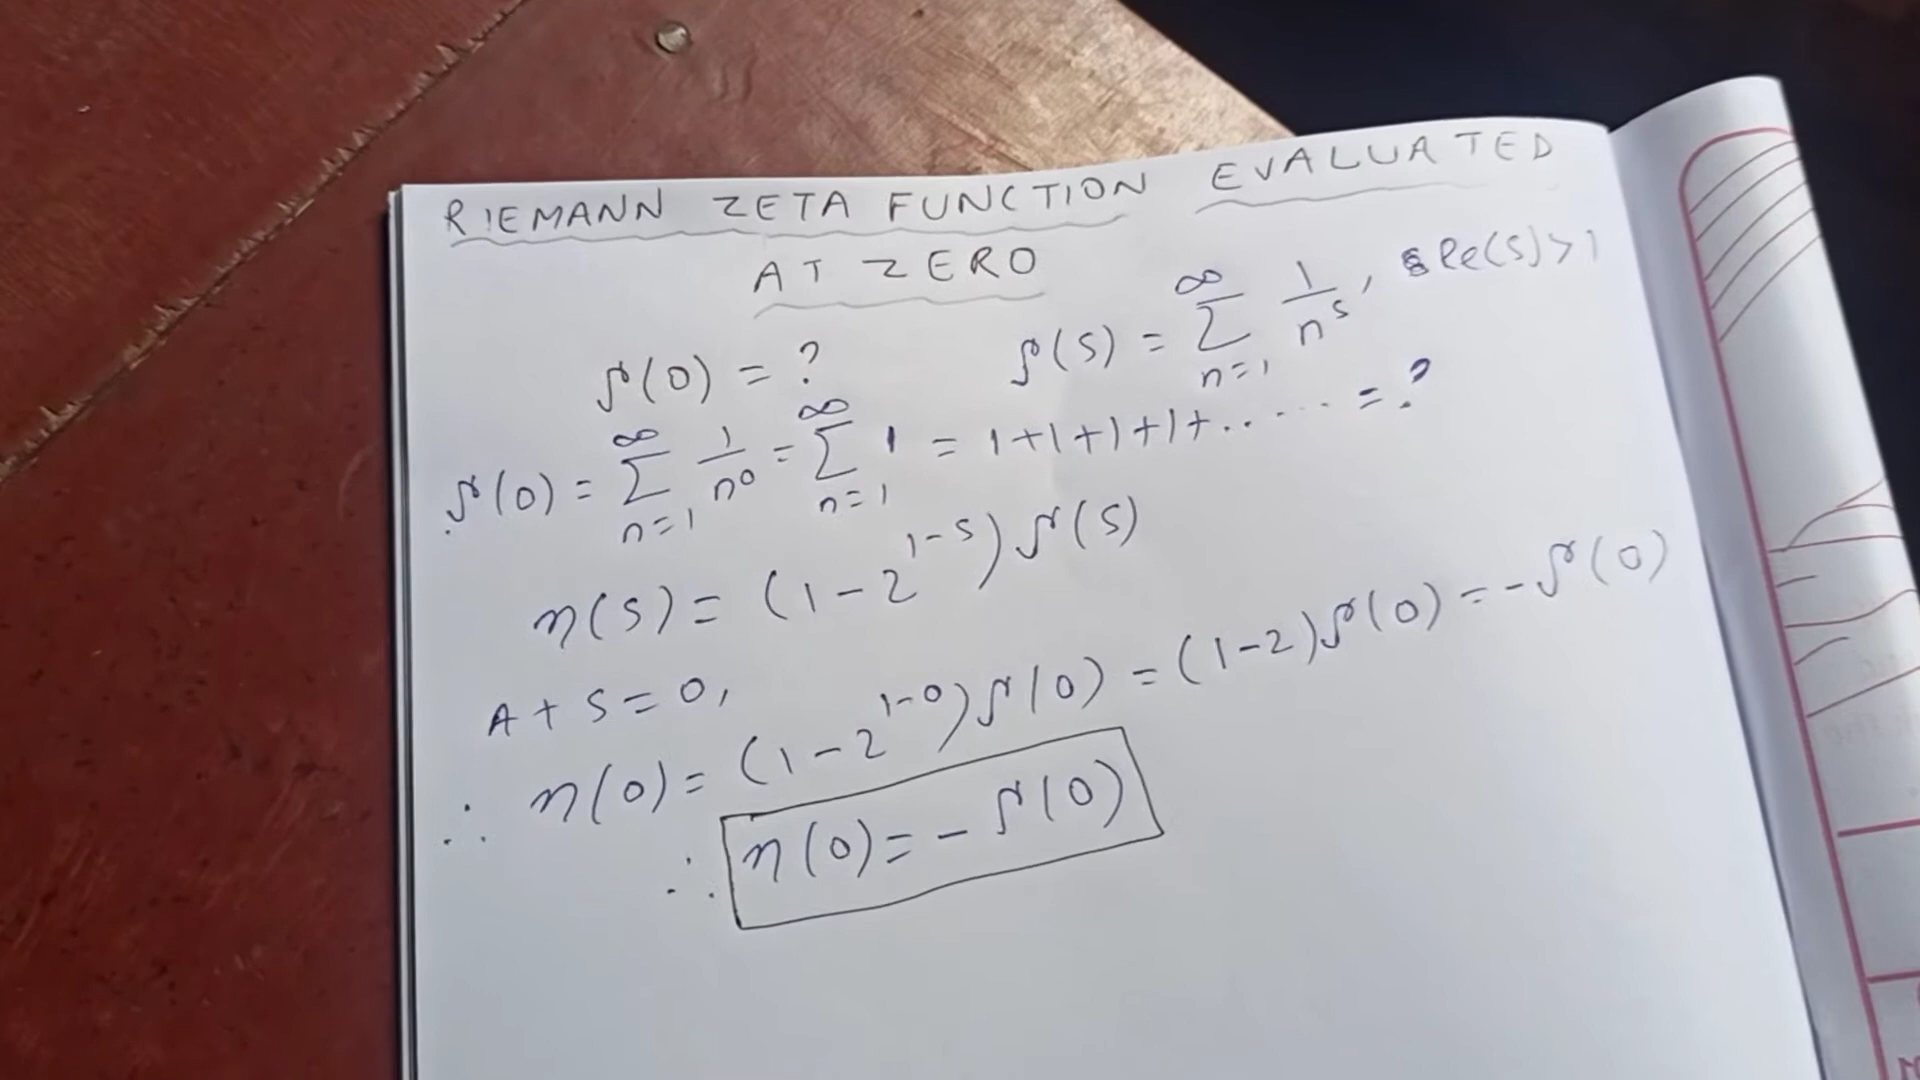 RIEMANN ZETA FUNCTION EVALUATED
AT ZERO
ζ(0) = ?    ζ(s) = ∑_{n=1}^{∞} 1/n^s, Re(s)>1
ζ(0) = ∑_{n=1}^{∞} 1/n^0 = ∑_{n=1}^{∞} 1 = 1+1+1+1+...... = ?
η(s) = (1-2^{1-s}) ζ(s)
At s=0,
∴ η(0) = (1-2^{1-0}) ζ(0) = (1-2) ζ(0) = -ζ(0)
∴ η(0) = -ζ(0)